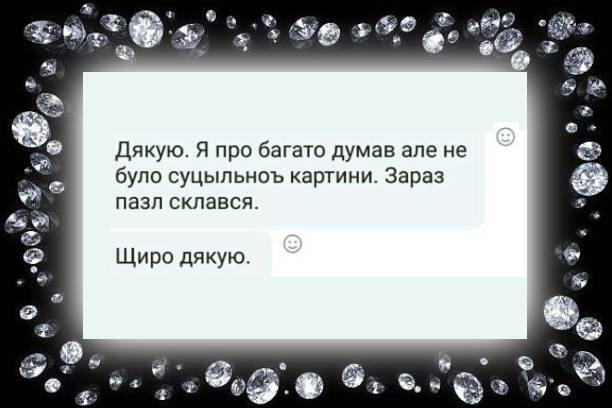 Дякую. Я про багато думав але не
було суцыльноъ картини. Зараз
пазл склався.
Щиро дякую.